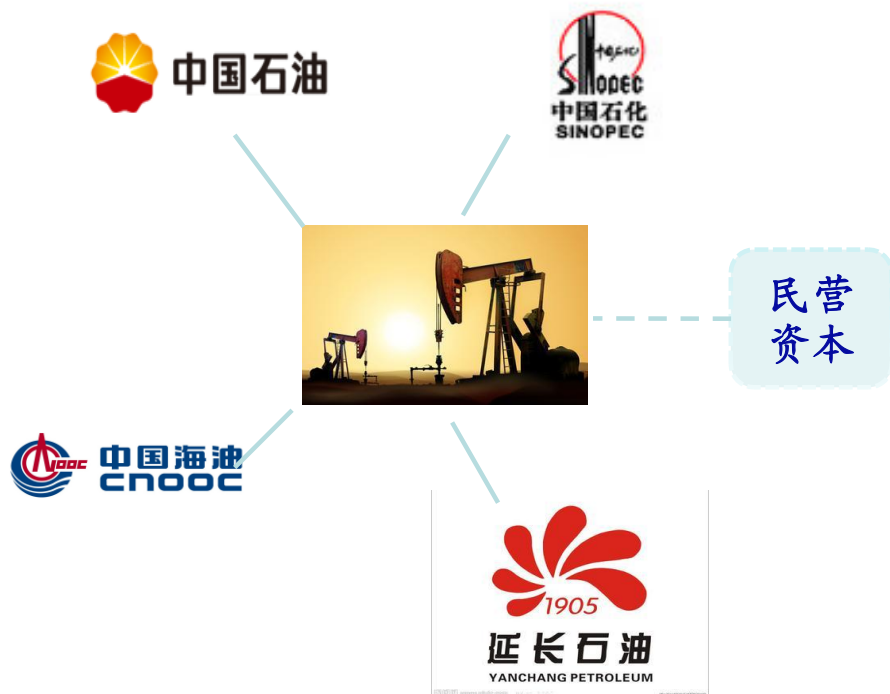 中国石油
中国石化
SINOPEC
民营
资本
中国海油
CNOOC
1905
延长石油
YANCHANG PETROLEUM